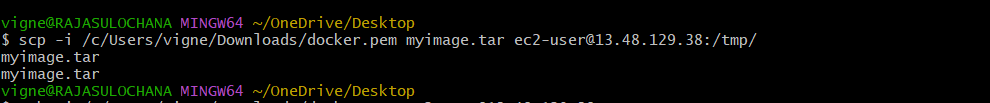 vigne@RAJASULOCHANA MINGW64 ~/OneDrive/Desktop
$ scp -i /c/Users/vigne/Downloads/docker.pem myimage.tar ec2-user@13.48.129.38:/tmp/
myimage.tar
myimage.tar
vigne@RAJASULOCHANA MINGW64 ~/OneDrive/Desktop